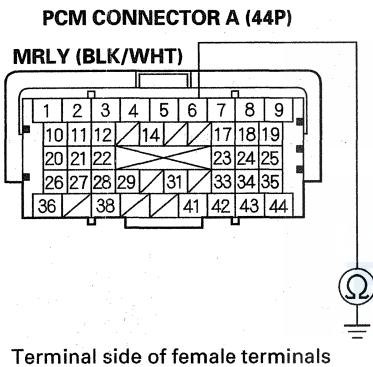 PCM CONNECTOR A (44P)
MRLY (BLK/WHT)
1 2 3 4 5 6 7 8 9
10 11 12 14 17 18 19
20 21 22 23 24 25
26 27 28 29 31 33 34 35
36 38 41 42 43 44
Ω
Terminal side of female terminals